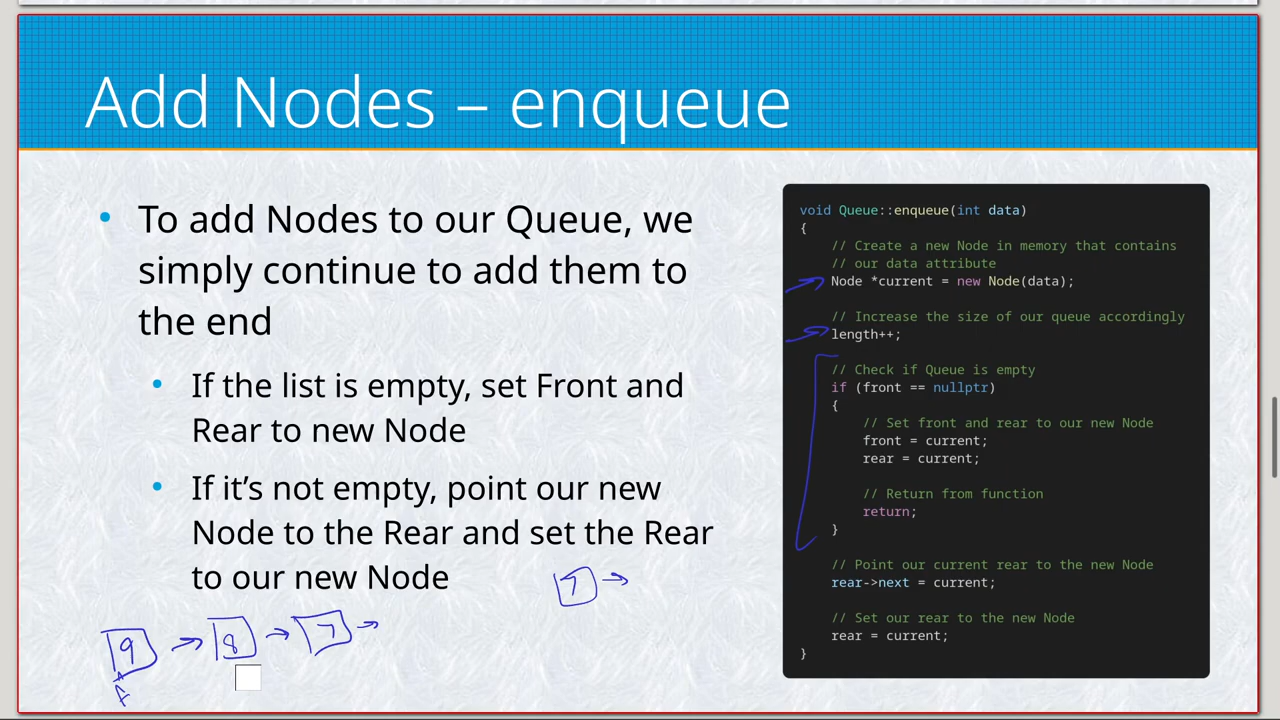 Add Nodes – enqueue
• To add Nodes to our Queue, we
simply continue to add them to
the end
• If the list is empty, set Front and
Rear to new Node
• If it’s not empty, point our new
Node to the Rear and set the Rear
to our new Node
7 →
9 → 8 → 7 →
F
void Queue::enqueue(int data)
{
// Create a new Node in memory that contains
// our data attribute
Node *current = new Node(data);
// Increase the size of our queue accordingly
length++;
// Check if Queue is empty
if (front == nullptr)
{
// Set front and rear to our new Node
front = current;
rear = current;
// Return from function
return;
}
// Point our current rear to the new Node
rear->next = current;
// Set our rear to the new Node
rear = current;
}